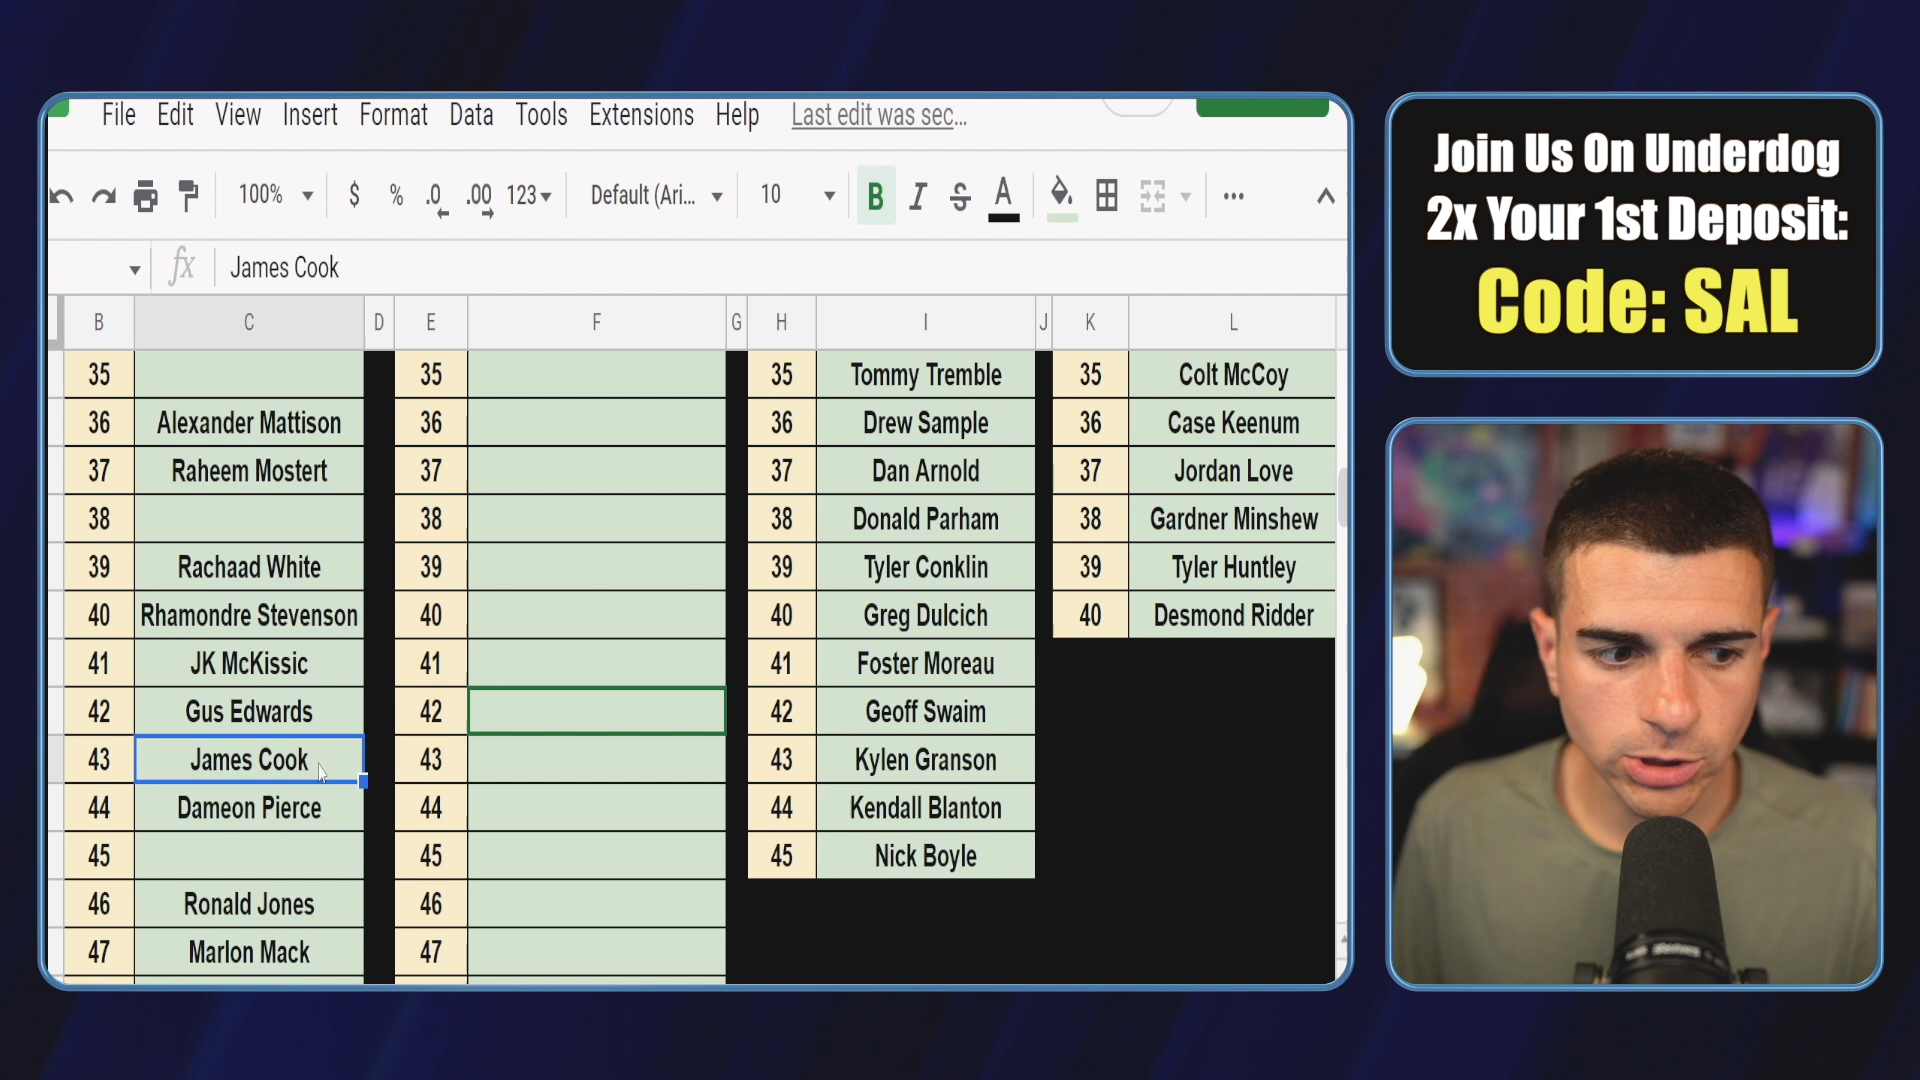 File Edit View Insert Format Data Tools Extensions Help Last edit was sec...
100% $ % .0 .00 123 Default (Ari... 10 B I S A ...
fx James Cook
B C D E F G H I J K L
35 35 35 Tommy Tremble 35 Colt McCoy
36 Alexander Mattison 36 36 Drew Sample 36 Case Keenum
37 Raheem Mostert 37 37 Dan Arnold 37 Jordan Love
38 38 38 Donald Parham 38 Gardner Minshew
39 Rachaad White 39 39 Tyler Conklin 39 Tyler Huntley
40 Rhamondre Stevenson 40 40 Greg Dulcich 40 Desmond Ridder
41 JK McKissic 41 41 Foster Moreau
42 Gus Edwards 42 42 Geoff Swaim
43 James Cook 43 43 Kylen Granson
44 Dameon Pierce 44 44 Kendall Blanton
45 45 45 Nick Boyle
46 Ronald Jones 46
47 Marlon Mack 47
Join Us On Underdog
2x Your 1st Deposit:
Code: SAL